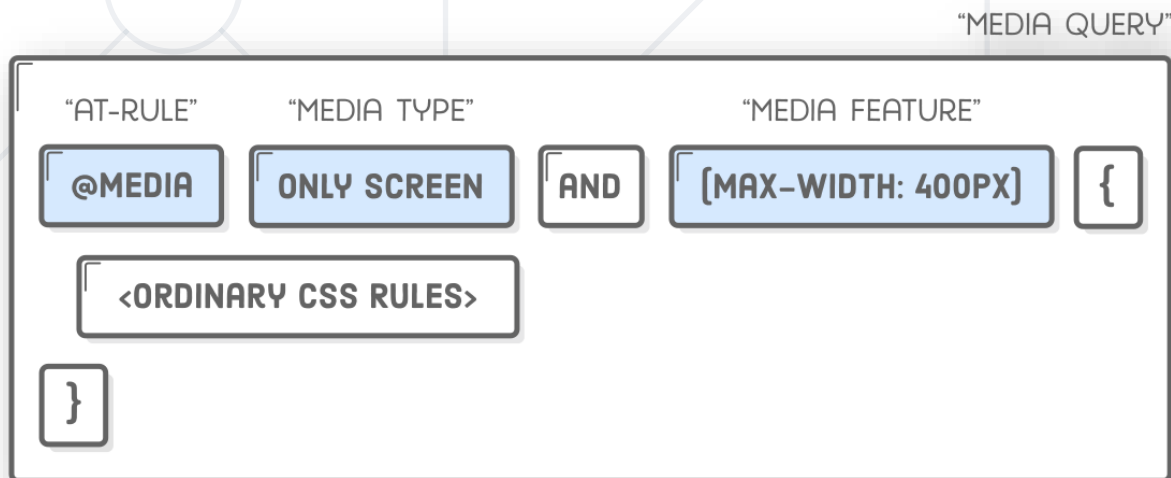 “MEDIA QUERY”
“AT-RULE” “MEDIA TYPE” “MEDIA FEATURE”
@MEDIA ONLY SCREEN AND (MAX-WIDTH: 400PX) {
<ORDINARY CSS RULES>
}